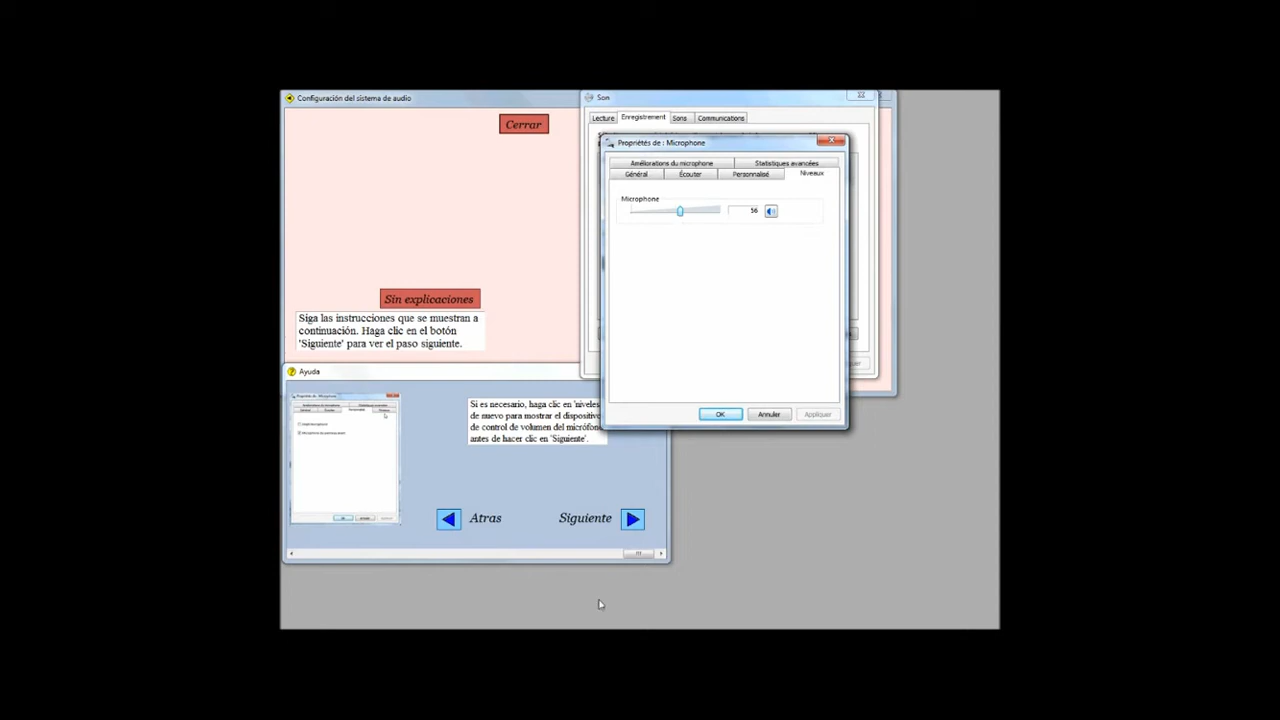 Configuración del sistema de audio
Cerrar
Sin explicaciones
Siga las instrucciones que se muestran a
continuación. Haga clic en el botón
'Siguiente' para ver el paso siguiente.
Son
Lecture Enregistrement Sons Communications
Propriétés de : Microphone
Améliorations du microphone Statistiques avancées
Général Écouter Personnalisé Niveaux
Microphone
56
OK Annuler Appliquer
Ayuda
Si es necesario, haga clic en 'niveles
de nuevo para mostrar el dispositivo
de control de volumen del micrófono
antes de hacer clic en 'Siguiente'.
Atras Siguiente